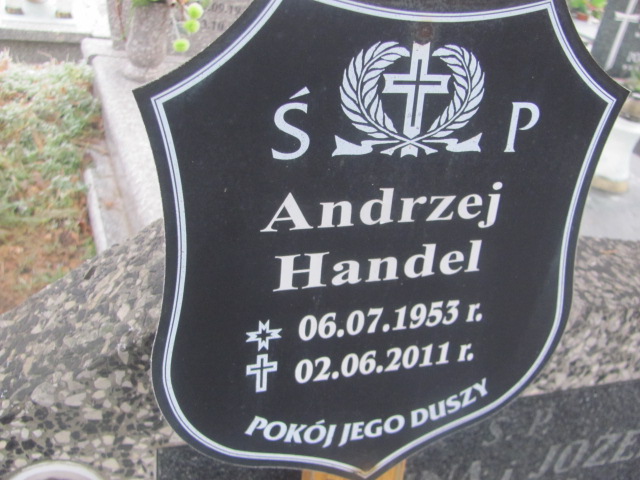 Ś P
Andrzej
Handel
06.07.1953 r.
02.06.2011 r.
POKÓJ JEGO DUSZY
Ś. P.